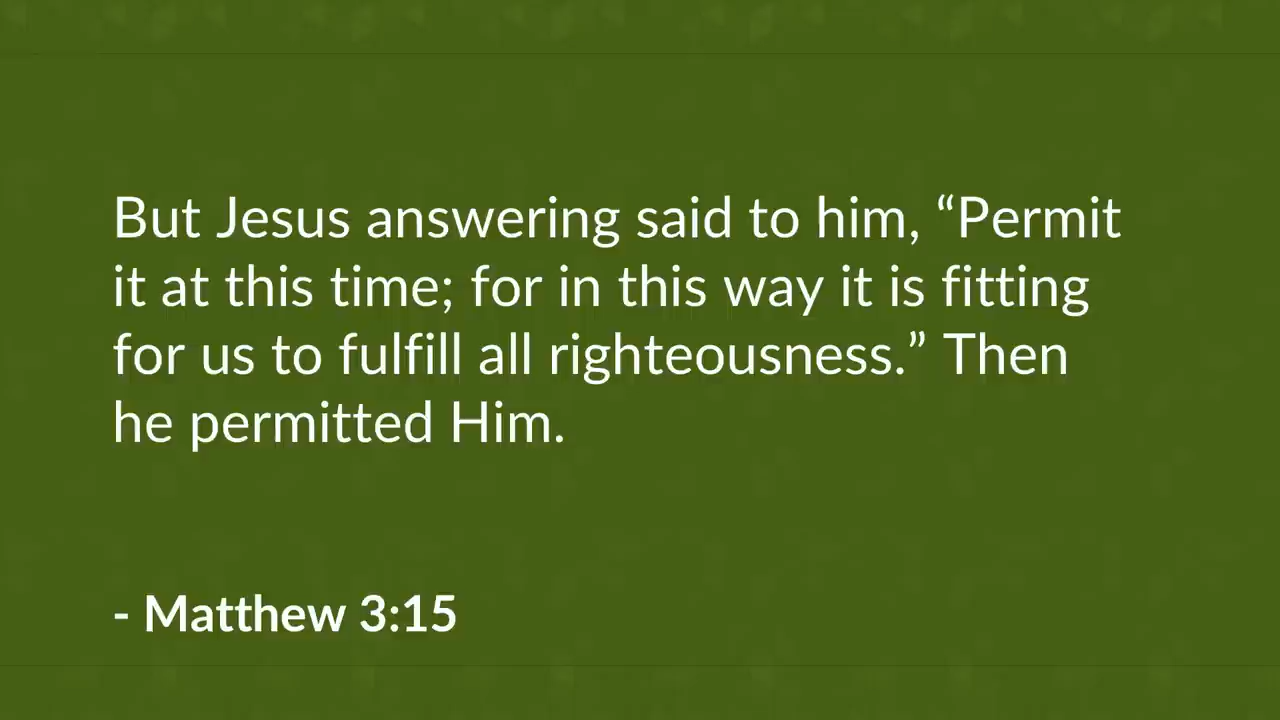 But Jesus answering said to him, “Permit
it at this time; for in this way it is fitting
for us to fulfill all righteousness.” Then
he permitted Him.
- Matthew 3:15